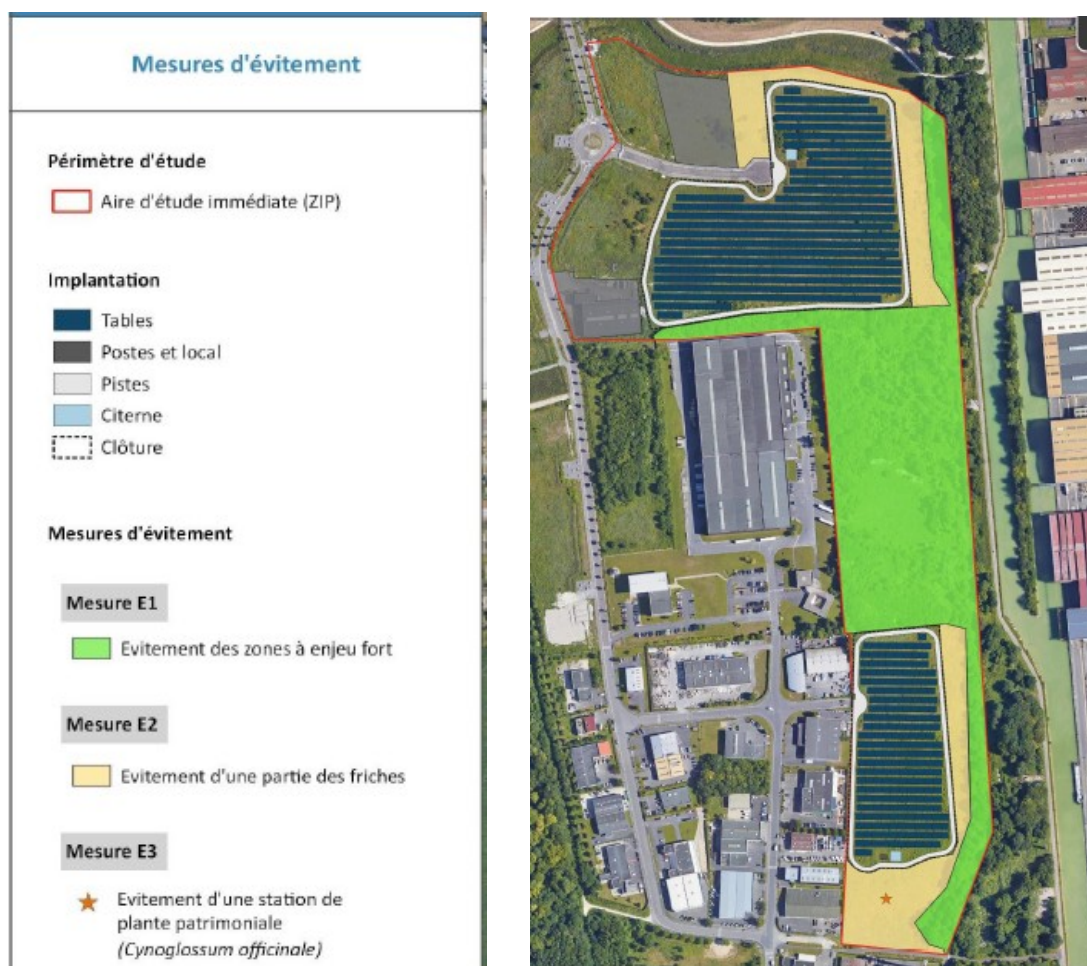 Mesures d'évitement
Périmètre d'étude
Aire d'étude immédiate (ZIP)
Implantation
Tables
Postes et local
Pistes
Citerne
Clôture
Mesures d'évitement
Mesure E1
Evitement des zones à enjeu fort
Mesure E2
Evitement d'une partie des friches
Mesure E3
Evitement d'une station de
plante patrimoniale
(Cynoglossum officinale)